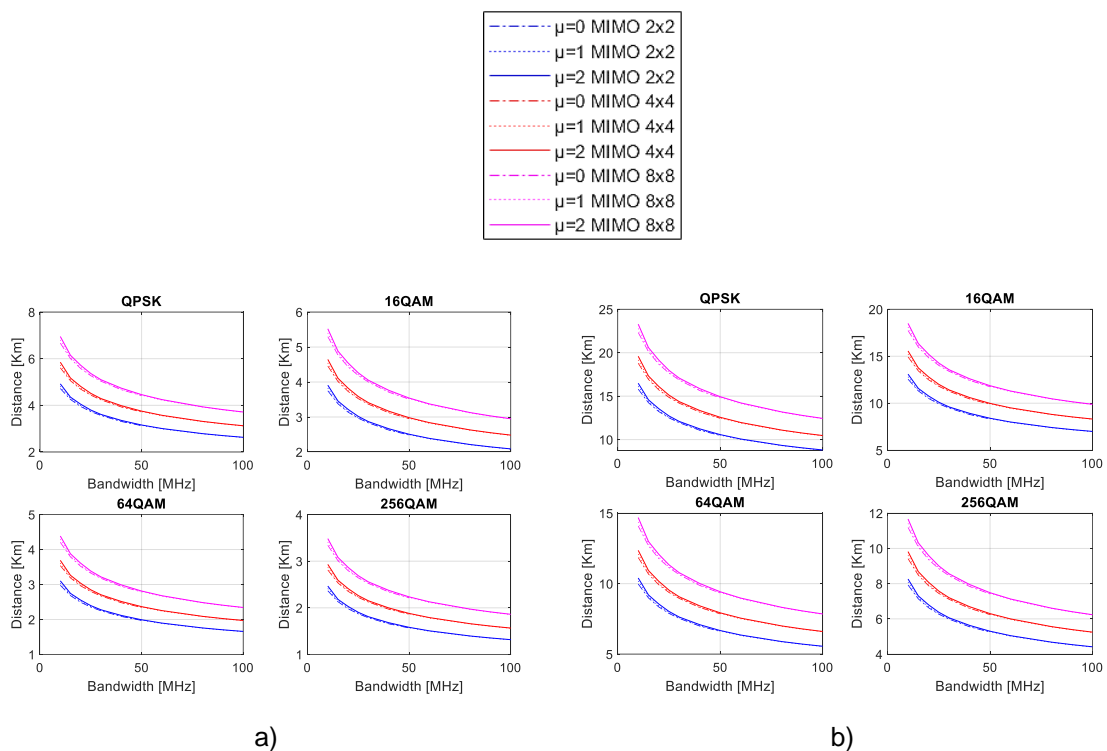 µ=0 MIMO 2x2
µ=1 MIMO 2x2
µ=2 MIMO 2x2
µ=0 MIMO 4x4
µ=1 MIMO 4x4
µ=2 MIMO 4x4
µ=0 MIMO 8x8
µ=1 MIMO 8x8
µ=2 MIMO 8x8
QPSK
8
6
4
2
Distance [Km]
0 50 100
Bandwidth [MHz]
16QAM
6
5
4
3
2
Distance [Km]
0 50 100
Bandwidth [MHz]
64QAM
5
4
3
2
1
Distance [Km]
0 50 100
Bandwidth [MHz]
256QAM
4
3
2
1
Distance [Km]
0 50 100
Bandwidth [MHz]
a)
QPSK
25
20
15
10
Distance [Km]
0 50 100
Bandwidth [MHz]
16QAM
20
15
10
5
Distance [Km]
0 50 100
Bandwidth [MHz]
64QAM
15
10
5
Distance [Km]
0 50 100
Bandwidth [MHz]
256QAM
12
10
8
6
4
Distance [Km]
0 50 100
Bandwidth [MHz]
b)